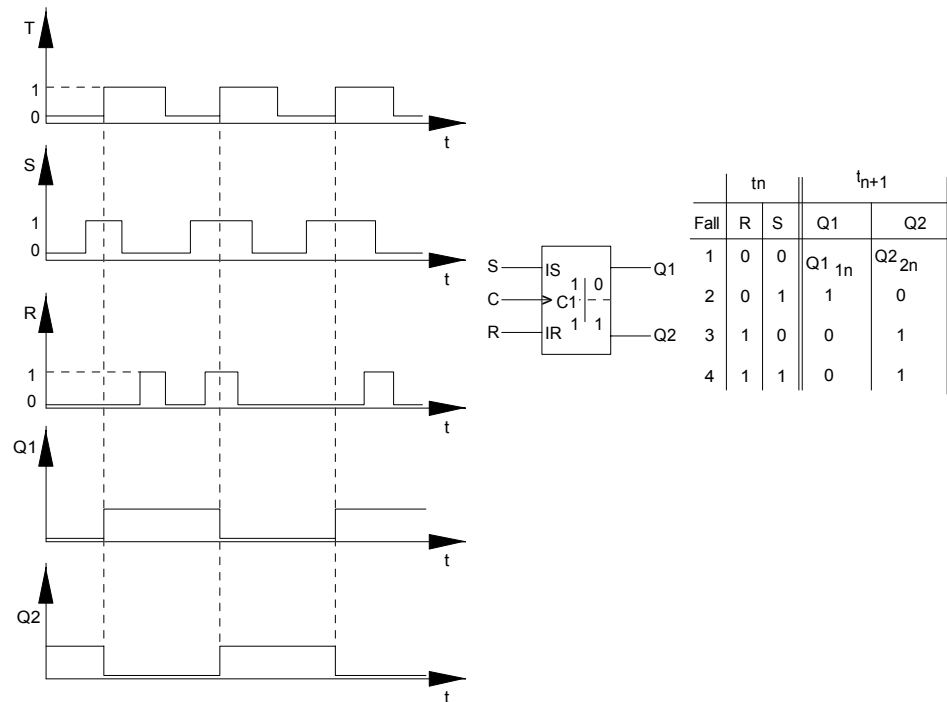 T
1
0
t
S
1
0
t
R
1
0
t
Q1
t
Q2
t
S IS 1 0 Q1
C C1
R IR 1 1 Q2
tn tn+1
Fall R S Q1 Q2
1 0 0 Q1 1n Q2 2n
2 0 1 1 0
3 1 0 0 1
4 1 1 0 1